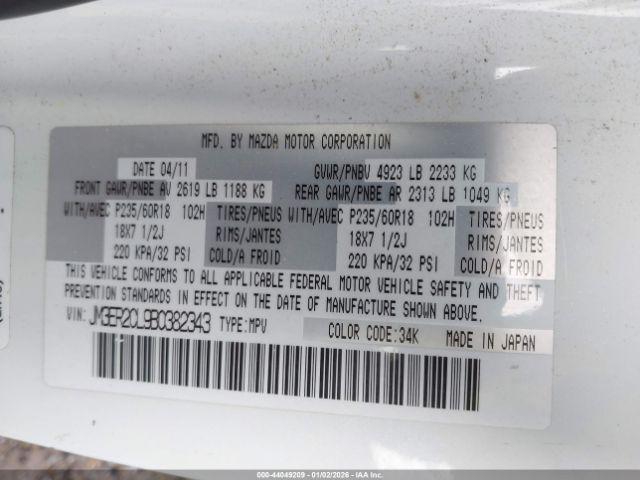 MFD. BY MAZDA MOTOR CORPORATION
DATE 04/11 GVWR/PNBV 4923 LB 2233 KG
FRONT GAWR/PNBE AV 2619 LB 1188 KG REAR GAWR/PNBE AR 2313 LB 1049 KG
WITH/AVEC P235/60R18 102H TIRES/PNEUS WITH/AVEC P235/60R18 102H TIRES/PNEUS
18X7 1/2J RIMS/JANTES 18X7 1/2J RIMS/JANTES
220 KPA/32 PSI COLD/A FROID 220 KPA/32 PSI COLD/A FROID
THIS VEHICLE CONFORMS TO ALL APPLICABLE FEDERAL MOTOR VEHICLE SAFETY AND THEFT
PREVENTION STANDARDS IN EFFECT ON THE DATE OF MANUFACTURE SHOWN ABOVE.
VIN: JM3ER2CL9B0382343 TYPE:MPV COLOR CODE:34K MADE IN JAPAN
000-44049209 - 01/02/2026 - IAAI.CA